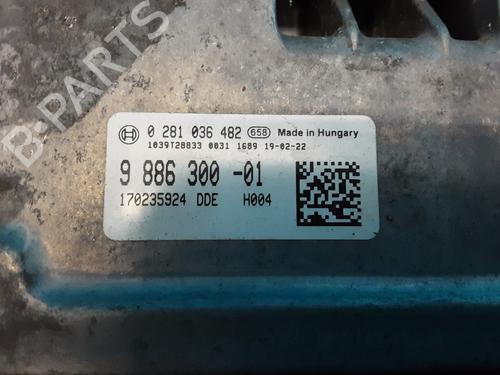 B-PARTS
0 281 036 482 658 Made in Hungary
1039T28833 0031 1689 19-02-22
9 886 300 -01
170235924 DDE H004